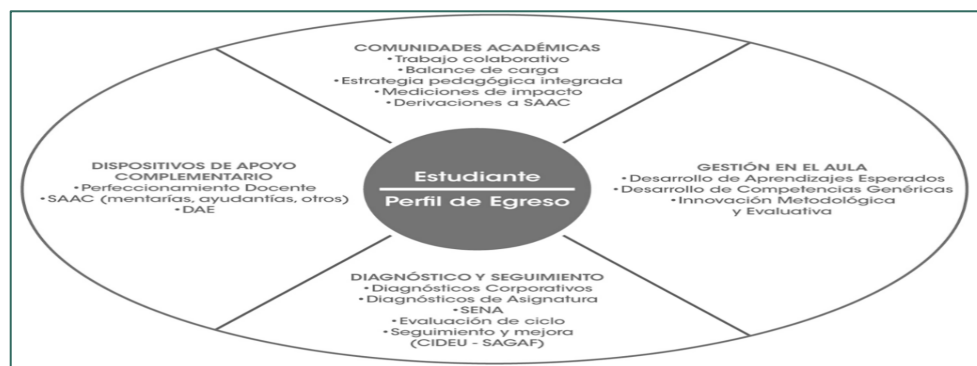 COMUNIDADES ACADÉMICAS
•Trabajo colaborativo
•Balance de carga
•Estrategia pedagógica integrada
•Mediciones de impacto
•Derivaciones a SAAC
DISPOSITIVOS DE APOYO
COMPLEMENTARIO
•Perfeccionamiento Docente
•SAAC (mentarías, ayudantías, otros)
•DAE
Estudiante
Perfil de Egreso
GESTIÓN EN EL AULA
•Desarrollo de Aprendizajes Esperados
•Desarrollo de Competencias Genéricas
•Innovación Metodológica
y Evaluativa
DIAGNÓSTICO Y SEGUIMIENTO
•Diagnósticos Corporativos
•Diagnósticos de Asignatura
•SENA
•Evaluación de ciclo
•Seguimiento y mejora
(CIDEU - SAGAF)